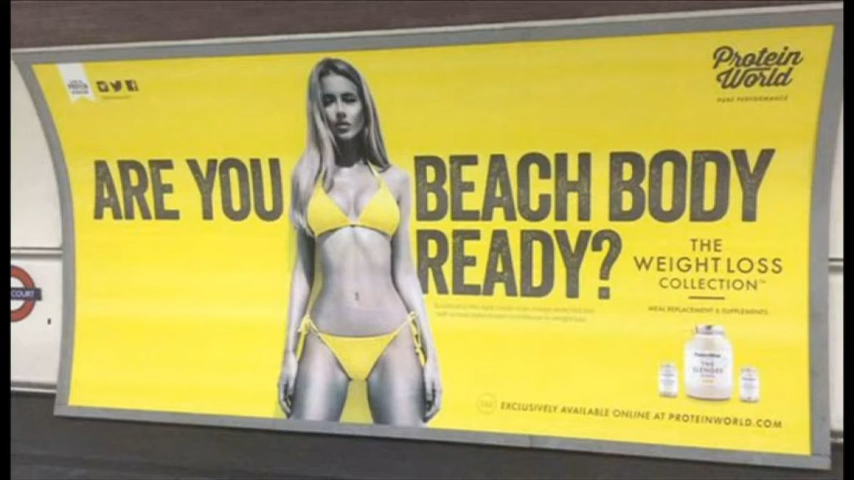 Protein
World
PURE PERFORMANCE
ARE YOU BEACH BODY
READY?
THE
WEIGHT LOSS
COLLECTION™
MEAL REPLACEMENT & SUPPLEMENTS
EXCLUSIVELY AVAILABLE ONLINE AT PROTEINWORLD.COM
COURT